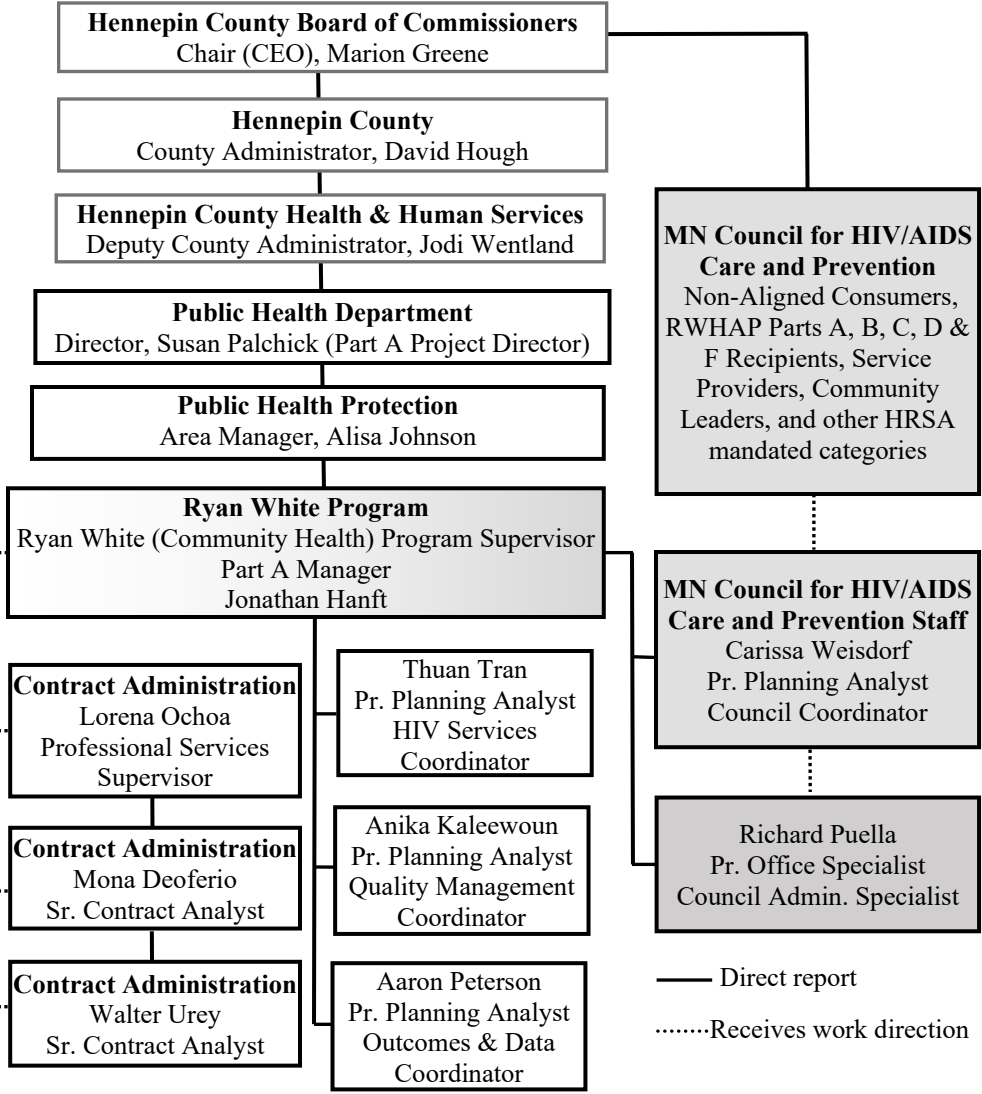 Hennepin County Board of Commissioners
Chair (CEO), Marion Greene
Hennepin County
County Administrator, David Hough
Hennepin County Health & Human Services
Deputy County Administrator, Jodi Wentland
Public Health Department
Director, Susan Palchick (Part A Project Director)
Public Health Protection
Area Manager, Alisa Johnson
Ryan White Program
Ryan White (Community Health) Program Supervisor
Part A Manager
Jonathan Hanft
Contract Administration
Lorena Ochoa
Professional Services
Supervisor
Contract Administration
Mona Deoferio
Sr. Contract Analyst
Contract Administration
Walter Urey
Sr. Contract Analyst
Thuan Tran
Pr. Planning Analyst
HIV Services
Coordinator
Anika Kaleewoun
Pr. Planning Analyst
Quality Management
Coordinator
Aaron Peterson
Pr. Planning Analyst
Outcomes & Data
Coordinator
MN Council for HIV/AIDS
Care and Prevention
Non-Aligned Consumers,
RWHAP Parts A, B, C, D &
F Recipients, Service
Providers, Community
Leaders, and other HRSA
mandated categories
MN Council for HIV/AIDS
Care and Prevention Staff
Carissa Weisdorf
Pr. Planning Analyst
Council Coordinator
Richard Puella
Pr. Office Specialist
Council Admin. Specialist
Direct report
Receives work direction